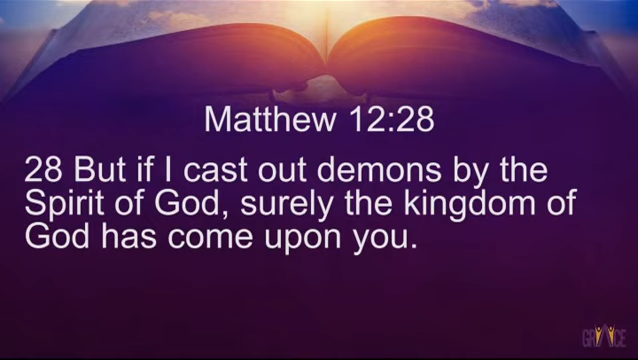 Matthew 12:28
28 But if I cast out demons by the
Spirit of God, surely the kingdom of
God has come upon you.
GRACE